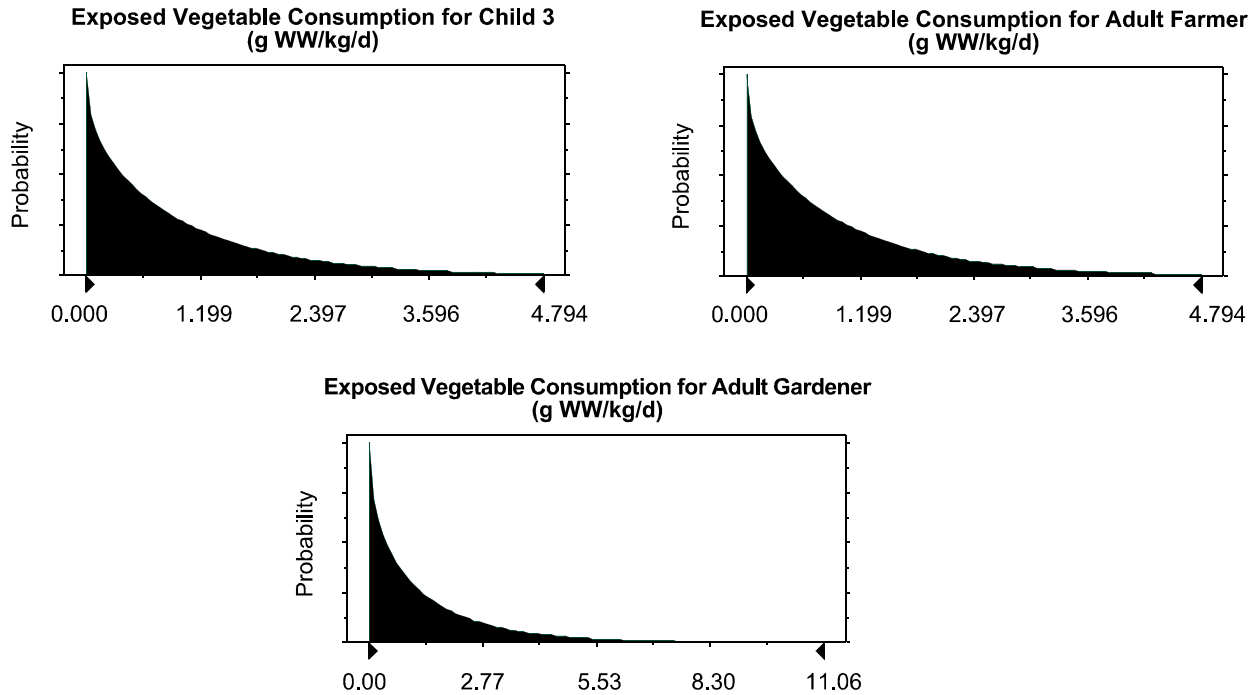 Exposed Vegetable Consumption for Child 3
(g WW/kg/d)
Probability
0.000 1.199 2.397 3.596 4.794
Exposed Vegetable Consumption for Adult Farmer
(g WW/kg/d)
Probability
0.000 1.199 2.397 3.596 4.794
Exposed Vegetable Consumption for Adult Gardener
(g WW/kg/d)
Probability
0.00 2.77 5.53 8.30 11.06